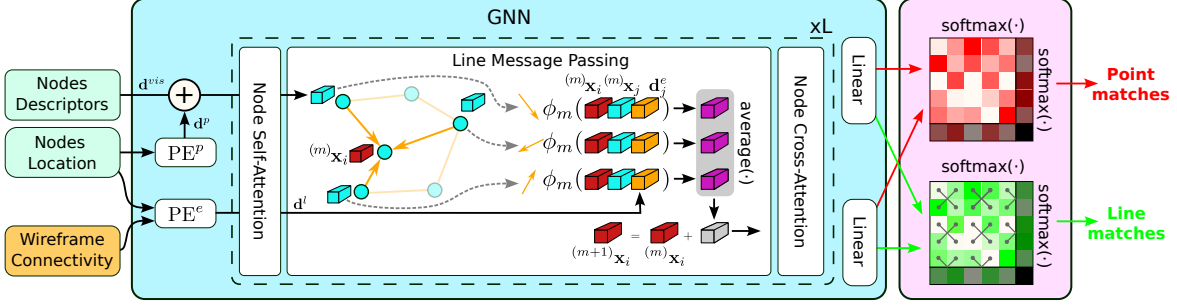 GNN
xL
Nodes
Descriptors
Nodes
Location
Wireframe
Connectivity
d^{vis}
+
d^p
PE^p
PE^e
d^l
Node Self-Attention
Line Message Passing
^{(m)}x_i
^{(m)}x_i ^{(m)}x_j d_j^e
ϕ_m(
)
ϕ_m(
)
ϕ_m(
)
average(·)
= +
^{(m+1)}x_i ^{(m)}x_i
Node Cross-Attention
Linear
Linear
softmax(·)
softmax(·)
Point
matches
softmax(·)
softmax(·)
Line
matches